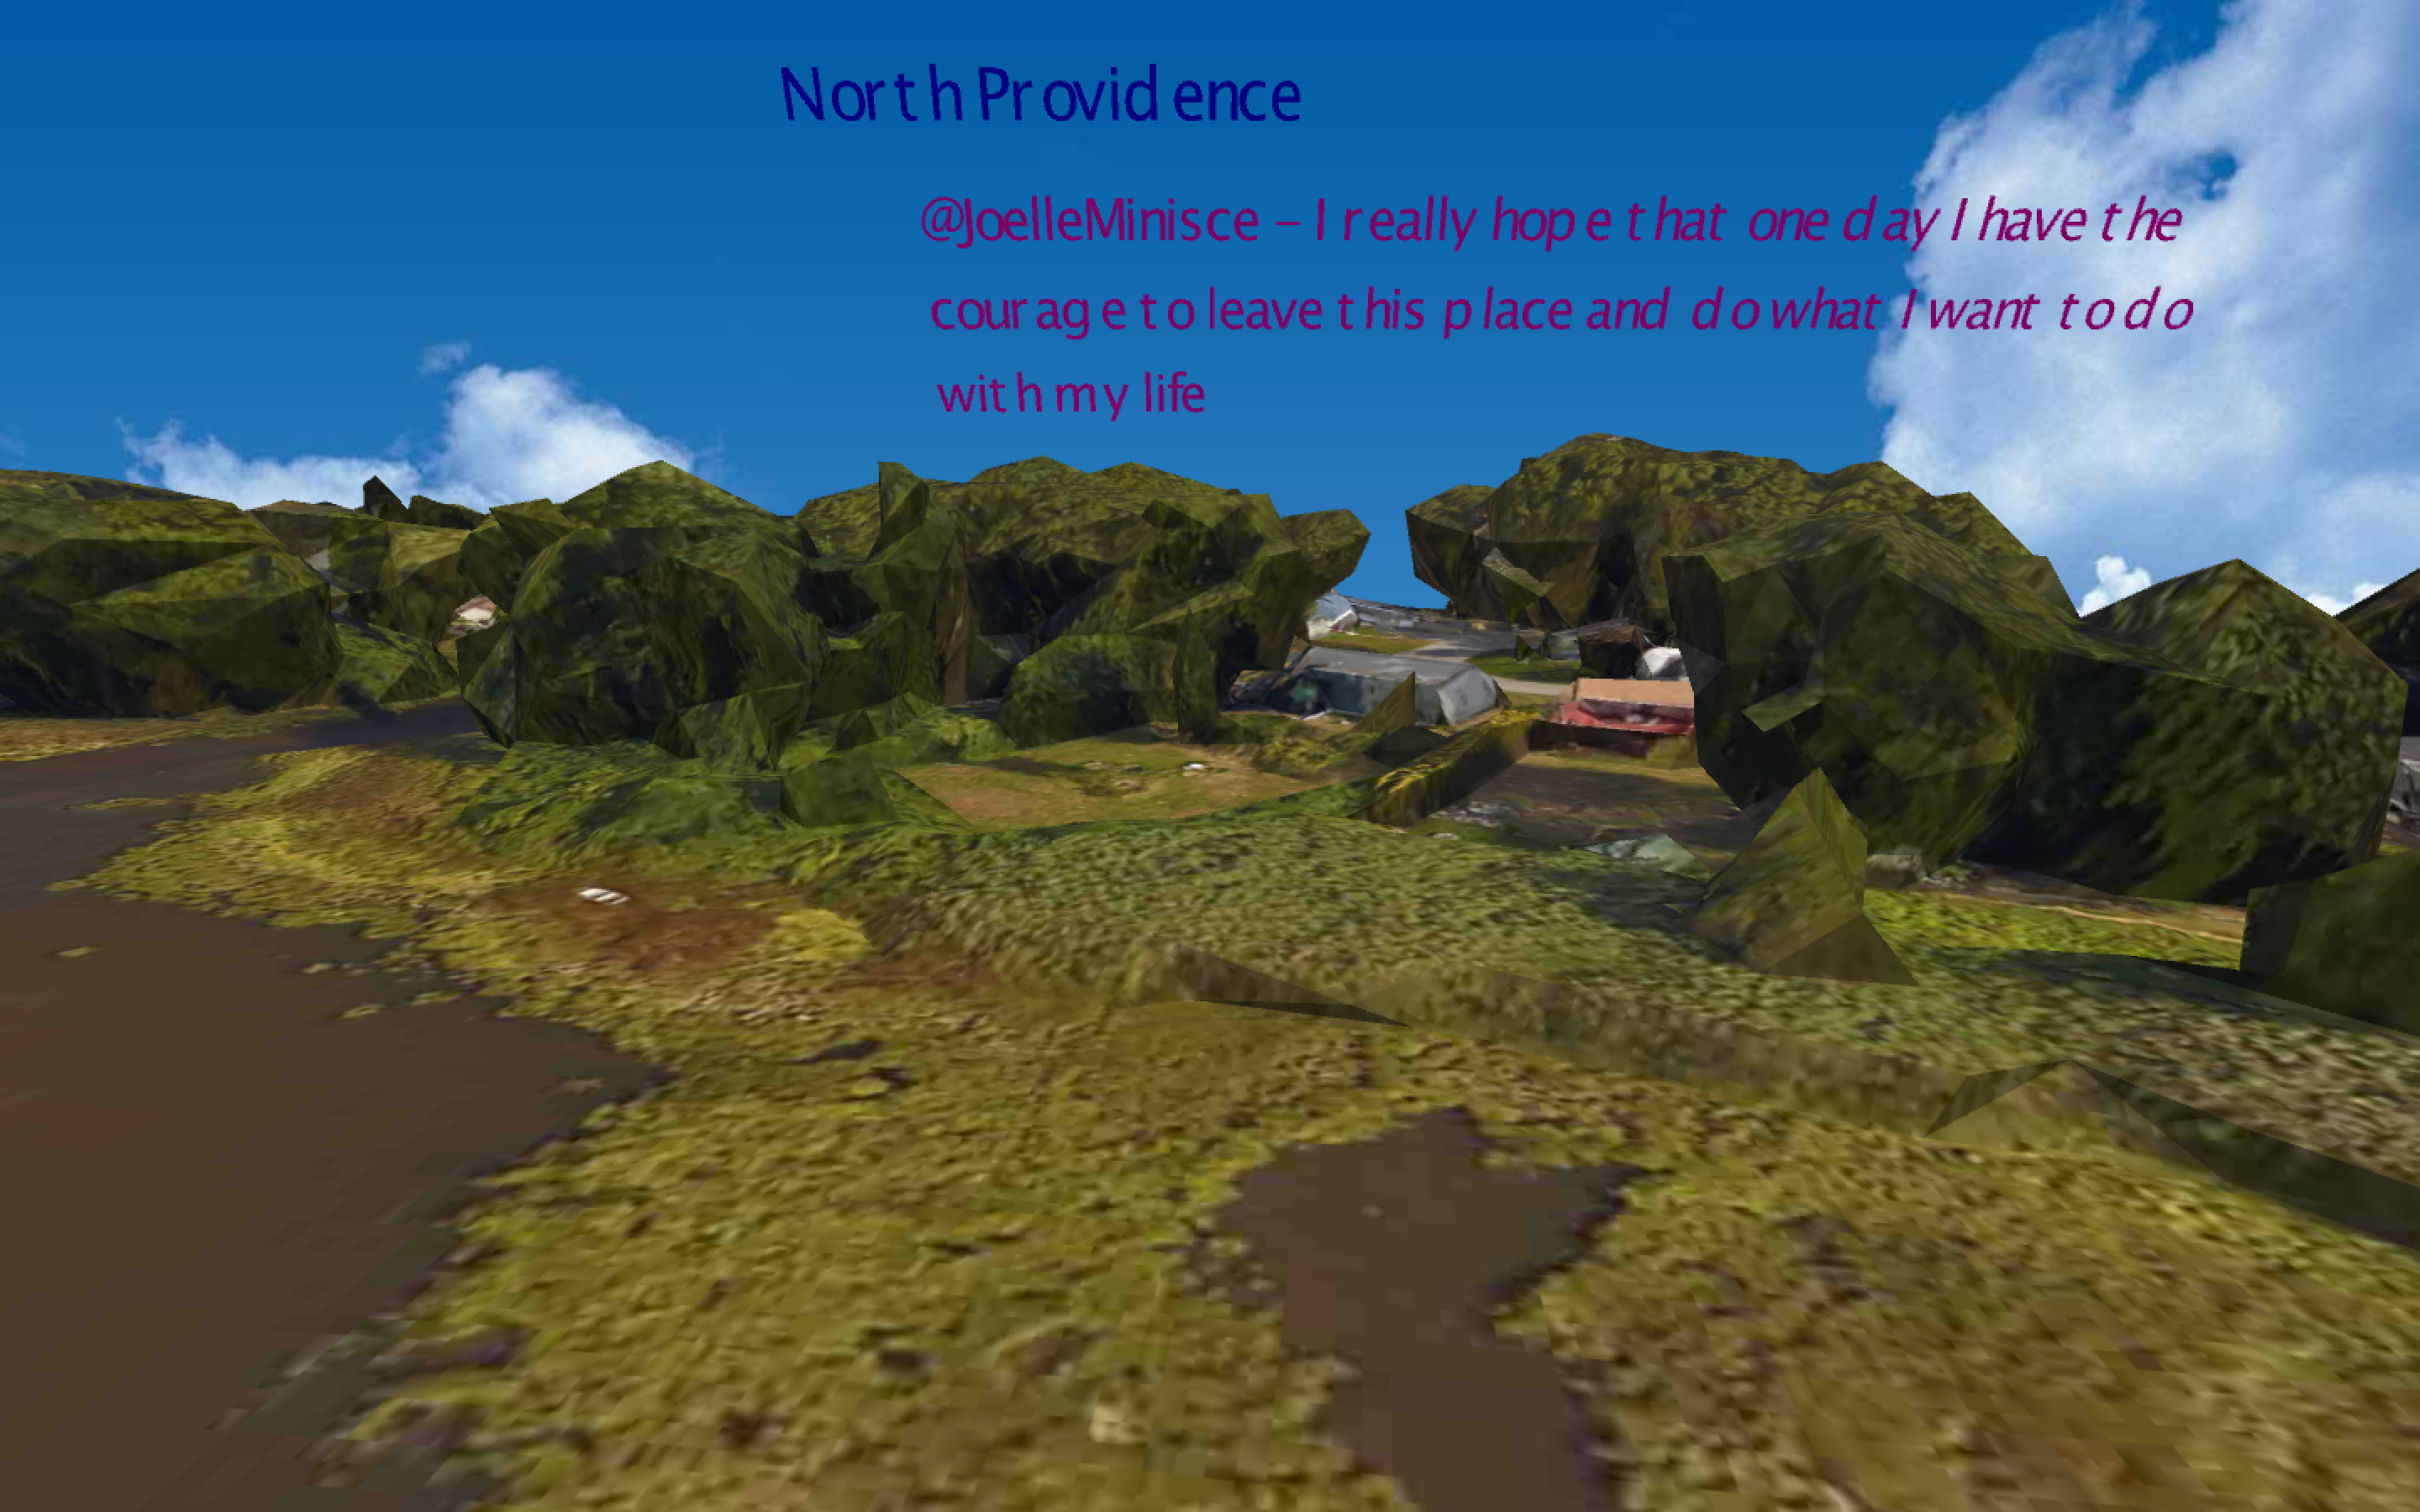 North Providence
@JoelleMinisce – I really hope that one day I have the
courage to leave this place and do what I want to do
with my life